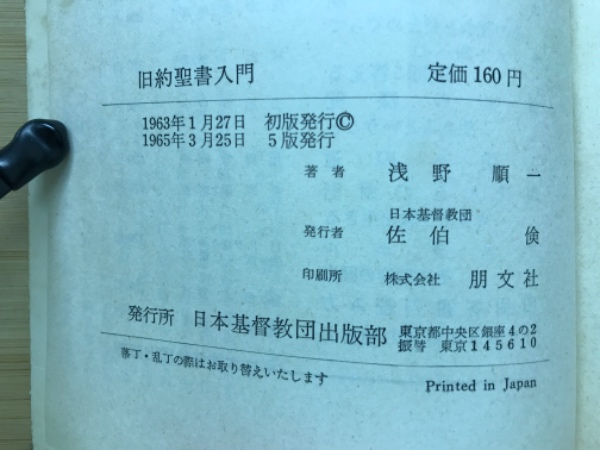 旧約聖書入門 定価160円
1963年1月27日 初版発行©
1965年3月25日 5版発行
著者 浅野順一
日本基督教団
発行者 佐伯倹
印刷所 株式会社 朋文社
発行所 日本基督教団出版部 東京都中央区銀座4の2
振替 東京145610
落丁・乱丁の際はお取り替えいたします
Printed in Japan